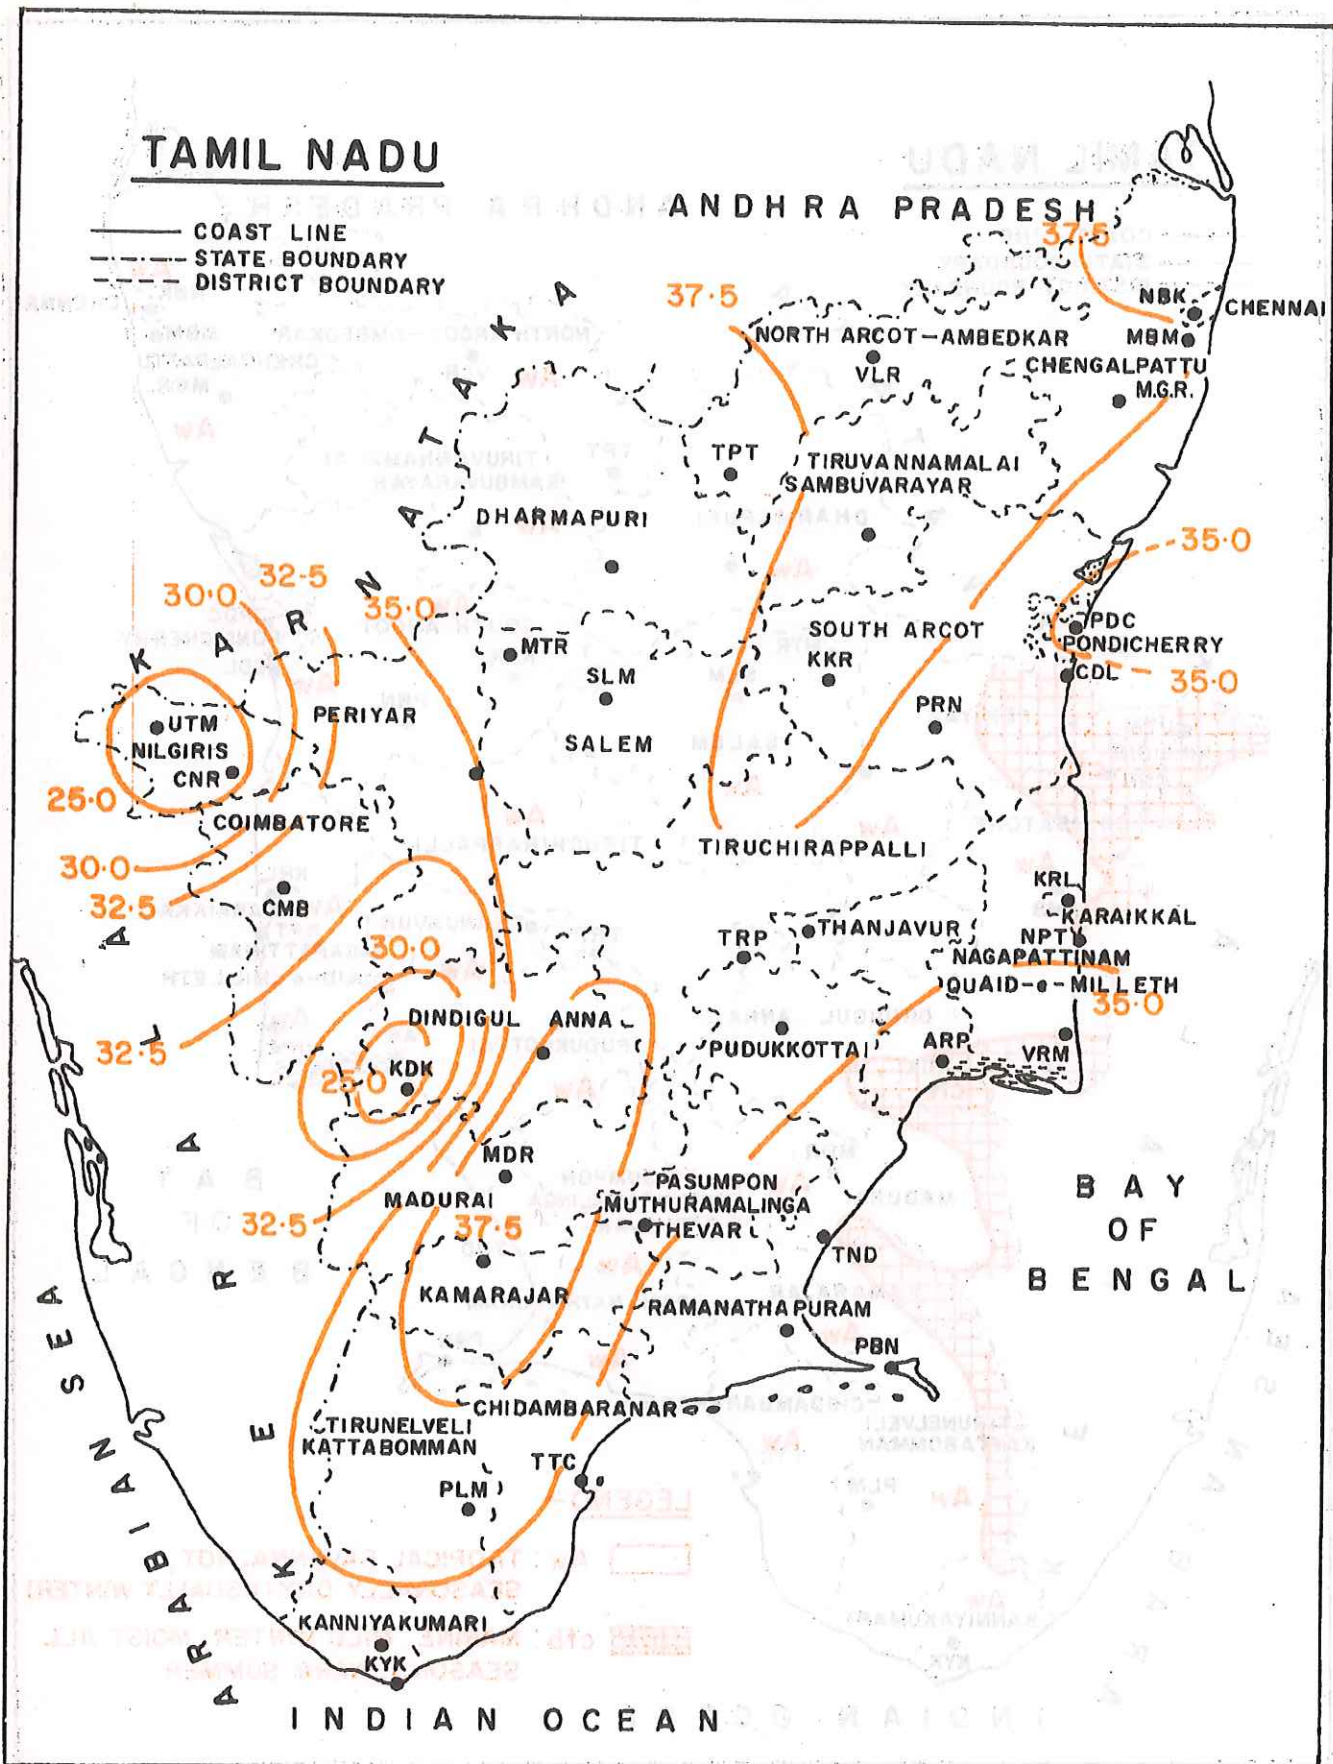 TAMIL NADU
COAST LINE
STATE BOUNDARY
DISTRICT BOUNDARY
ANDHRA PRADESH
37·5
37·5
NBK
CHENNAI
NORTH ARCOT-AMBEDKAR
MBM
VLR
CHENGALPATTU
M.G.R.
TPT
TIRUVANNAMALAI
SAMBUVARAYAR
DHARMAPURI
KARNATAKA
35·0
30·0
32·5
35·0
SOUTH ARCOT
PDC
PONDICHERRY
MTR
KKR
SLM
CDL
35·0
PERIYAR
PRN
UTM
NILGIRIS
SALEM
CNR
25·0
COIMBATORE
TIRUCHIRAPPALLI
30·0
KRL
32·5
CMB
KARAIKKAL
THANJAVUR
NPT
TRP
30·0
NAGAPATTINAM
QUAID-e-MILLETH
35·0
DINDIGUL ANNA
32·5
PUDUKKOTTAI
ARP
VRM
KDK
25·0
MDR
PASUMPON
MADURAI
MUTHURAMALINGA
THEVAR
32·5
37·5
TND
BAY
OF
BENGAL
KAMARAJAR
RAMANATHAPURAM
PBN
CHIDAMBARANAR
TIRUNELVELI
KATTABOMMAN
TTC
PLM
KERALA
ARABIAN SEA
KANNIYAKUMARI
KYK
INDIAN OCEAN